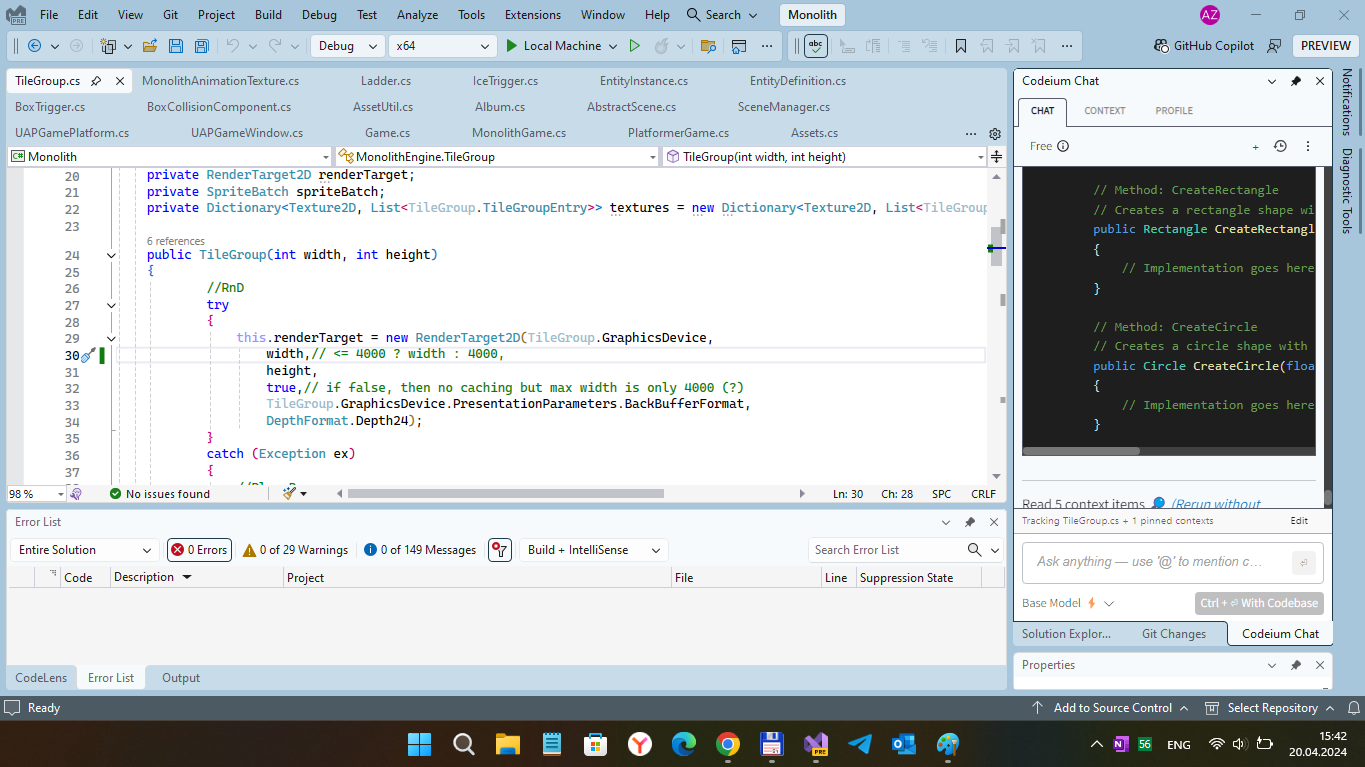 File Edit View Git Project Build Debug Test Analyze Tools Extensions Window Help Search Monolith AZ
PRE
Debug x64 Local Machine abc GitHub Copilot PREVIEW
TileGroup.cs MonolithAnimationTexture.cs Ladder.cs IceTrigger.cs EntityInstance.cs EntityDefinition.cs
BoxTrigger.cs BoxCollisionComponent.cs AssetUtil.cs Album.cs AbstractScene.cs SceneManager.cs
UAPGamePlatform.cs UAPGameWindow.cs Game.cs MonolithGame.cs PlatformerGame.cs Assets.cs
C# Monolith MonolithEngine.TileGroup TileGroup(int width, int height)
20 private RenderTarget2D renderTarget;
21 private SpriteBatch spriteBatch;
22 private Dictionary<Texture2D, List<TileGroup.TileGroupEntry>> textures = new Dictionary<Texture2D, List<TileGroup
23
6 references
24 public TileGroup(int width, int height)
25 {
26 //RnD
27 try
28 {
29 this.renderTarget = new RenderTarget2D(TileGroup.GraphicsDevice,
30 width,// <= 4000 ? width : 4000,
31 height,
32 true,// if false, then no caching but max width is only 4000 (?)
33 TileGroup.GraphicsDevice.PresentationParameters.BackBufferFormat,
34 DepthFormat.Depth24);
35 }
36 catch (Exception ex)
37 {
98 % No issues found Ln: 30 Ch: 28 SPC CRLF
Error List
Entire Solution 0 Errors 0 of 29 Warnings 0 of 149 Messages Build + IntelliSense Search Error List
Code Description Project File Line Suppression State
CodeLens Error List Output
Codeium Chat
CHAT CONTEXT PROFILE
Free
// Method: CreateRectangle
// Creates a rectangle shape wi
public Rectangle CreateRectangl
{
// Implementation goes here
}
// Method: CreateCircle
// Creates a circle shape with
public Circle CreateCircle(floa
{
// Implementation goes here
}
Read 5 context items (Rerun without
Tracking TileGroup.cs + 1 pinned contexts Edit
Ask anything — use '@' to mention c...
Base Model Ctrl + ⏎ With Codebase
Solution Explor... Git Changes Codeium Chat
Properties
Notifications
Diagnostic Tools
Ready Add to Source Control Select Repository
PRE 56 ENG 15:42
20.04.2024